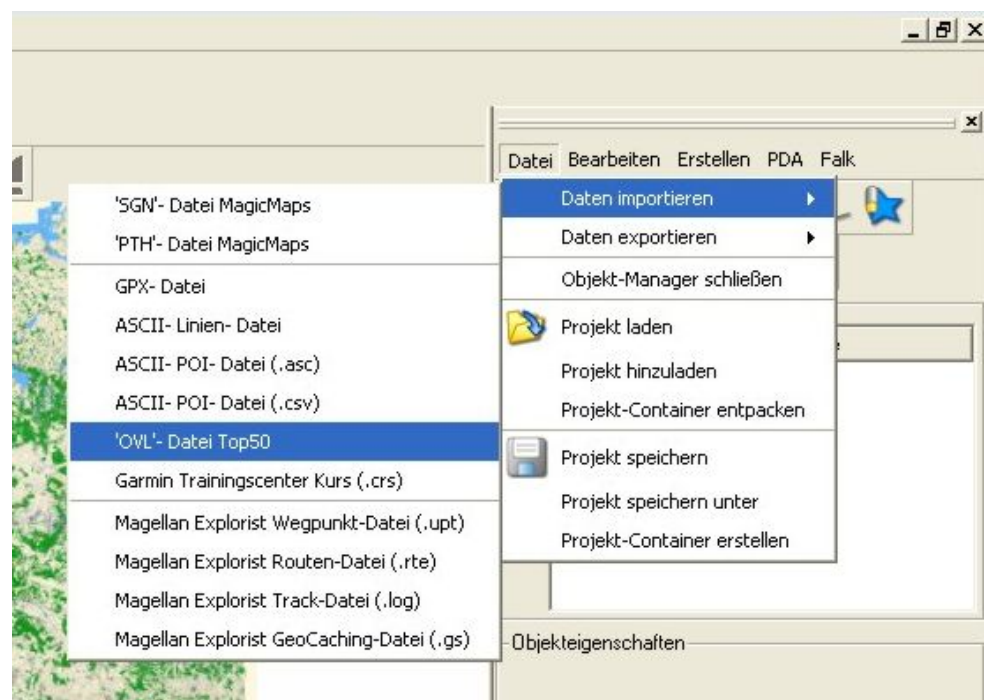 Datei Bearbeiten Erstellen PDA Falk
Daten importieren
Daten exportieren
Objekt-Manager schließen
Projekt laden
Projekt hinzuladen
Projekt-Container entpacken
Projekt speichern
Projekt speichern unter
Projekt-Container erstellen
'SGN'- Datei MagicMaps
'PTH'- Datei MagicMaps
GPX- Datei
ASCII- Linien- Datei
ASCII- POI- Datei (.asc)
ASCII- POI- Datei (.csv)
'OVL'- Datei Top50
Garmin Trainingscenter Kurs (.crs)
Magellan Explorist Wegpunkt-Datei (.upt)
Magellan Explorist Routen-Datei (.rte)
Magellan Explorist Track-Datei (.log)
Magellan Explorist GeoCaching-Datei (.gs)
Objekteigenschaften